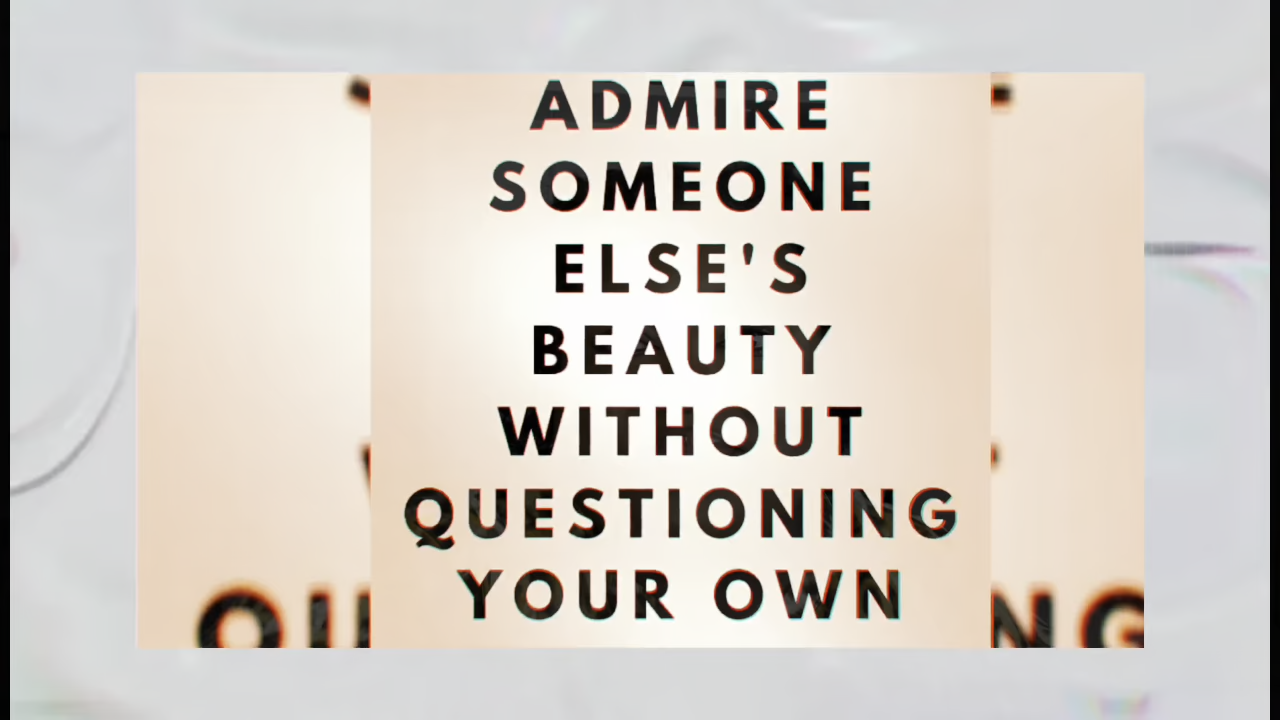 ADMIRE
SOMEONE
ELSE'S
BEAUTY
WITHOUT
QUESTIONING
YOUR OWN